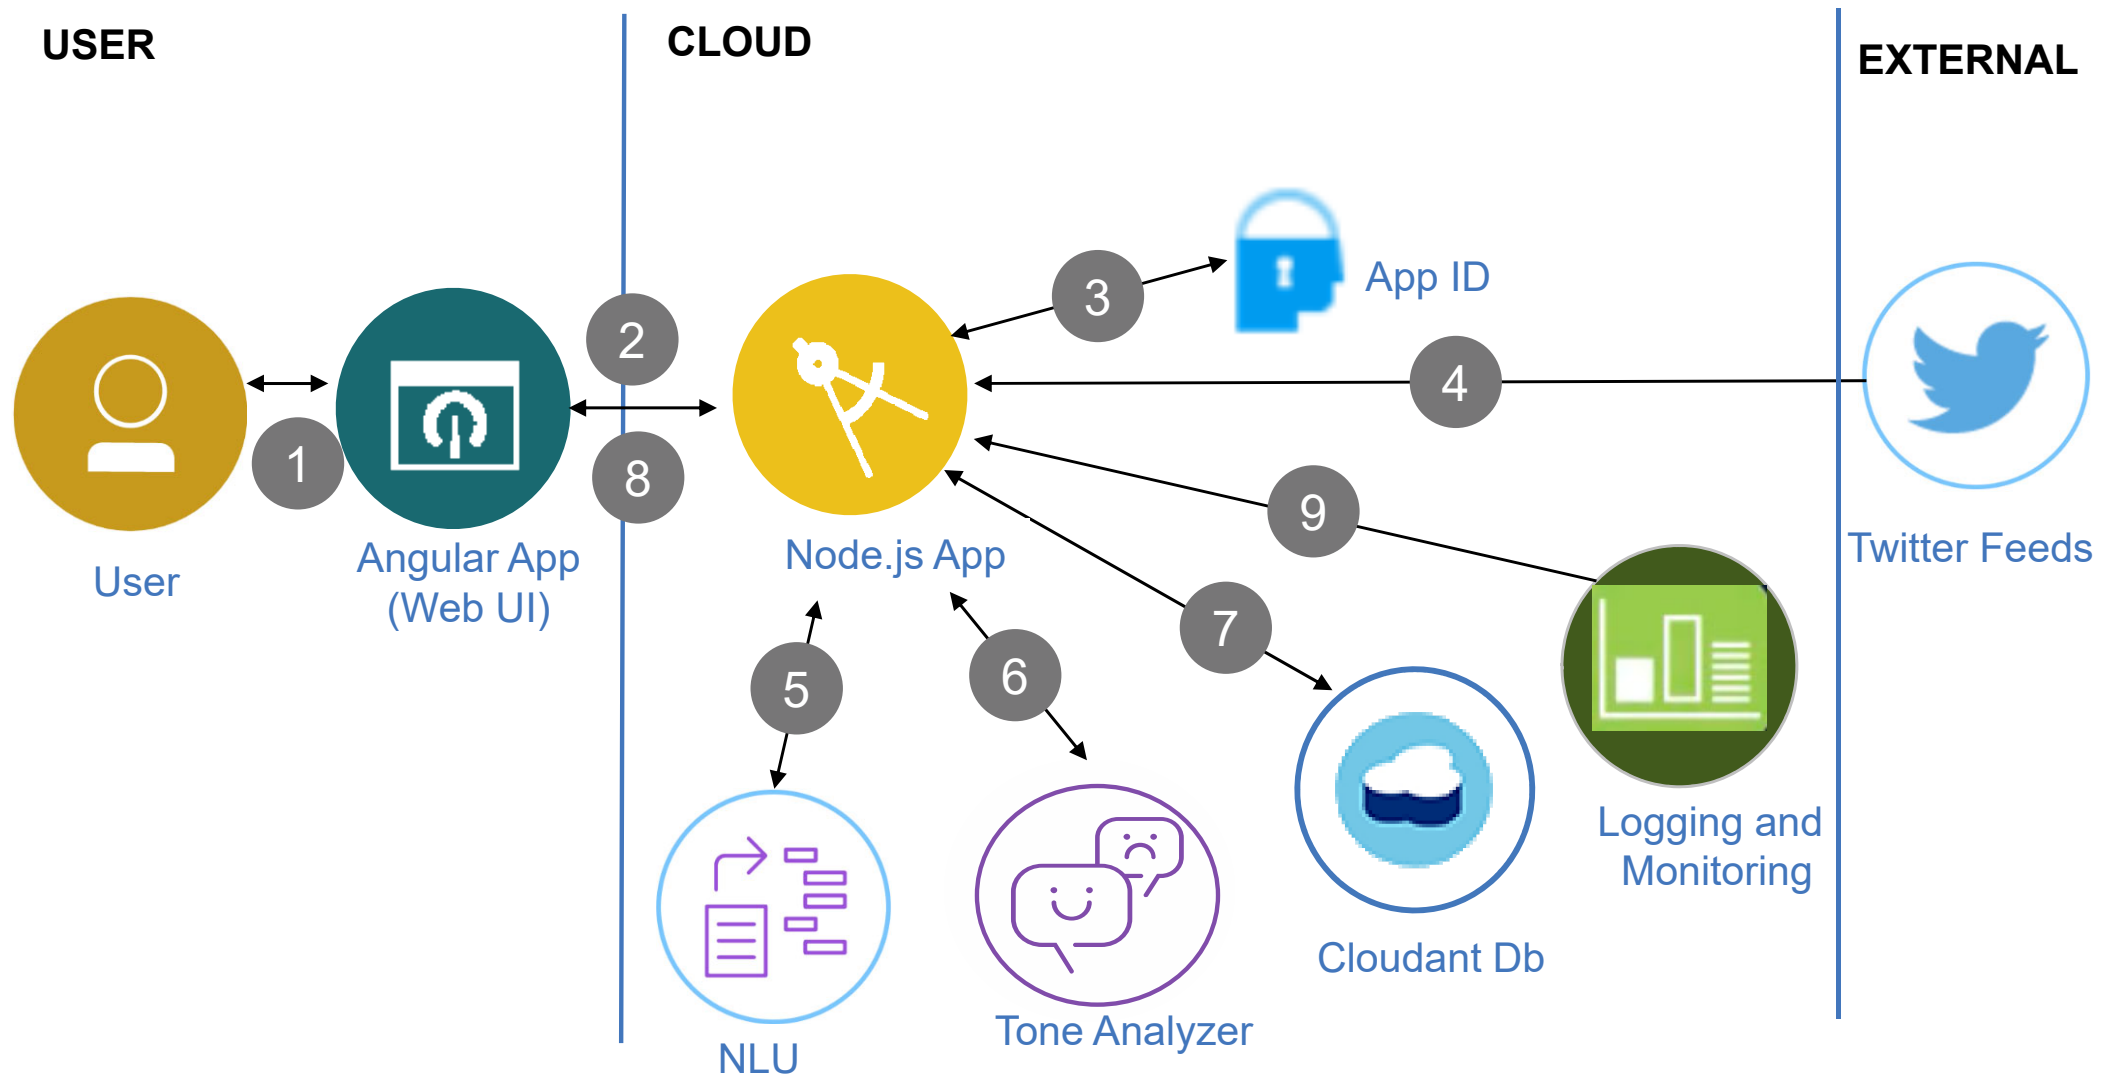 USER
CLOUD
EXTERNAL
App ID
1
2
8
3
4
9
7
5
6
User
Angular App
(Web UI)
Node.js App
Twitter Feeds
Logging and
Monitoring
Cloudant Db
Tone Analyzer
NLU